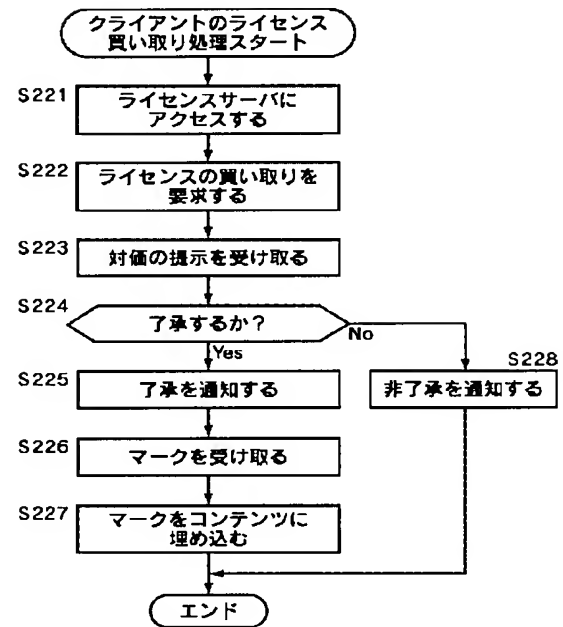 クライアントのライセンス
買い取り処理スタート
S221
ライセンスサーバに
アクセスする
S222
ライセンスの買い取りを
要求する
S223
対価の提示を受け取る
S224
了承するか？
No
Yes
S225
了承を通知する
S228
非了承を通知する
S226
マークを受け取る
S227
マークをコンテンツに
埋め込む
エンド